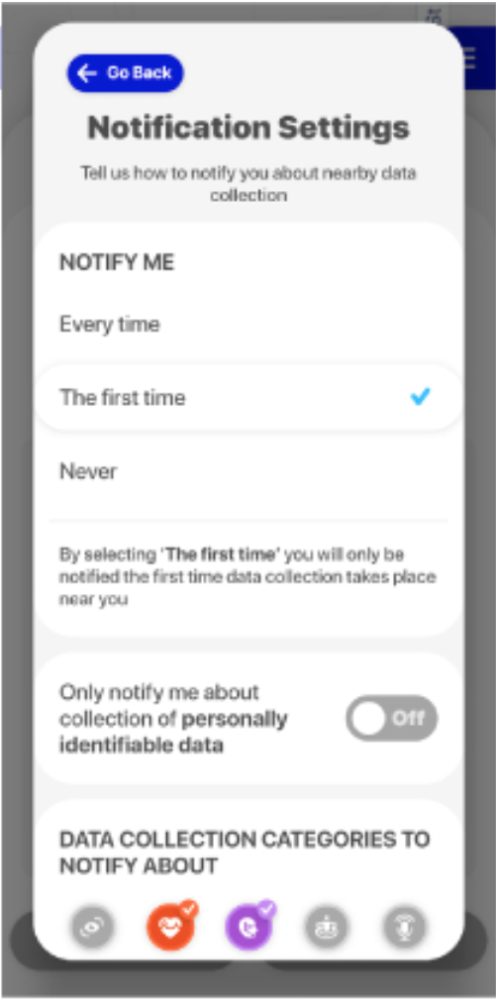 Go Back
Notification Settings
Tell us how to notify you about nearby data
collection
NOTIFY ME
Every time
The first time
Never
By selecting 'The first time' you will only be
notified the first time data collection takes place
near you
Only notify me about
collection of personally
identifiable data
Off
DATA COLLECTION CATEGORIES TO
NOTIFY ABOUT